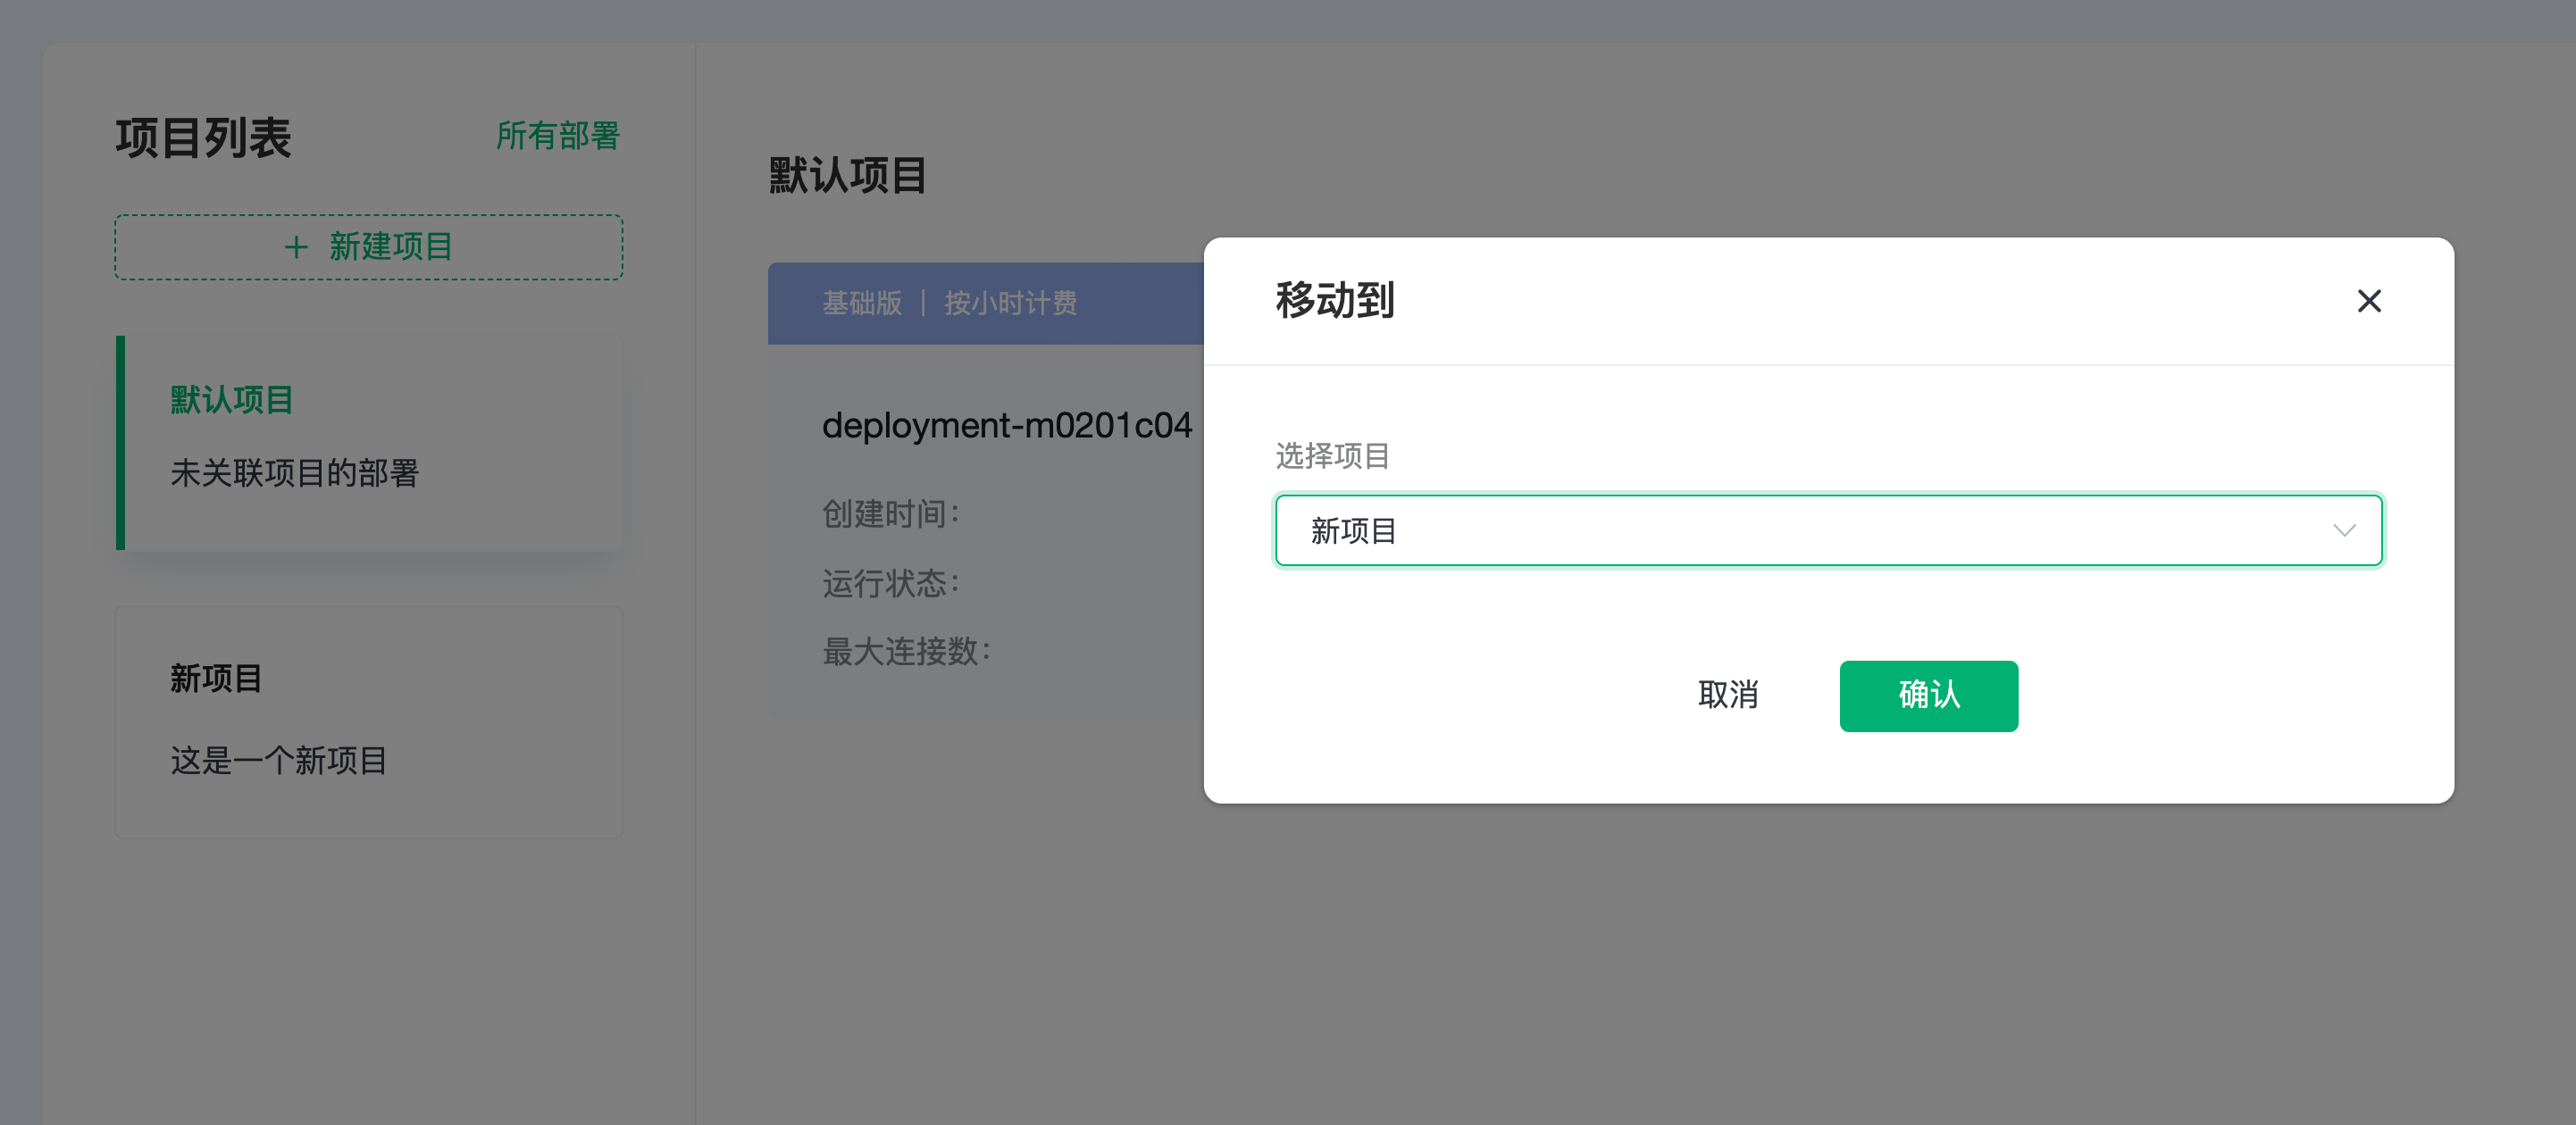 项目列表
所有部署
+ 新建项目
默认项目
未关联项目的部署
新项目
这是一个新项目
默认项目
基础版 | 按小时计费
deployment-m0201c04
创建时间:
运行状态:
最大连接数:
移动到
选择项目
新项目
取消
确认